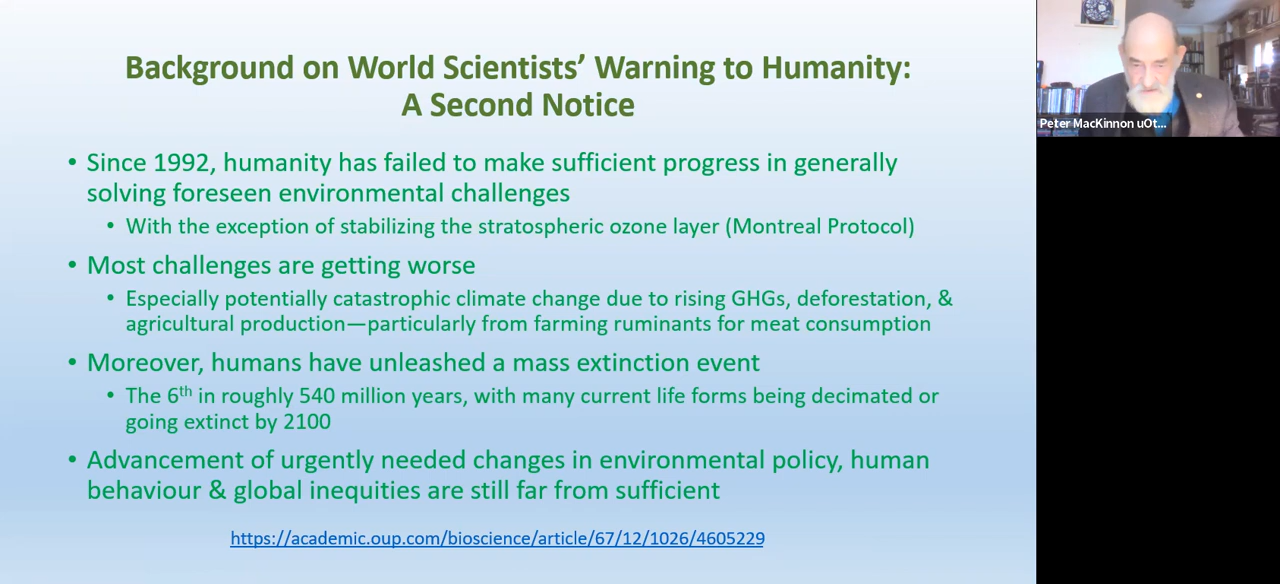 Background on World Scientists’ Warning to Humanity:
A Second Notice
• Since 1992, humanity has failed to make sufficient progress in generally
solving foreseen environmental challenges
• With the exception of stabilizing the stratospheric ozone layer (Montreal Protocol)
• Most challenges are getting worse
• Especially potentially catastrophic climate change due to rising GHGs, deforestation, &
agricultural production—particularly from farming ruminants for meat consumption
• Moreover, humans have unleashed a mass extinction event
• The 6th in roughly 540 million years, with many current life forms being decimated or
going extinct by 2100
• Advancement of urgently needed changes in environmental policy, human
behaviour & global inequities are still far from sufficient
https://academic.oup.com/bioscience/article/67/12/1026/4605229
Peter MacKinnon uOt...